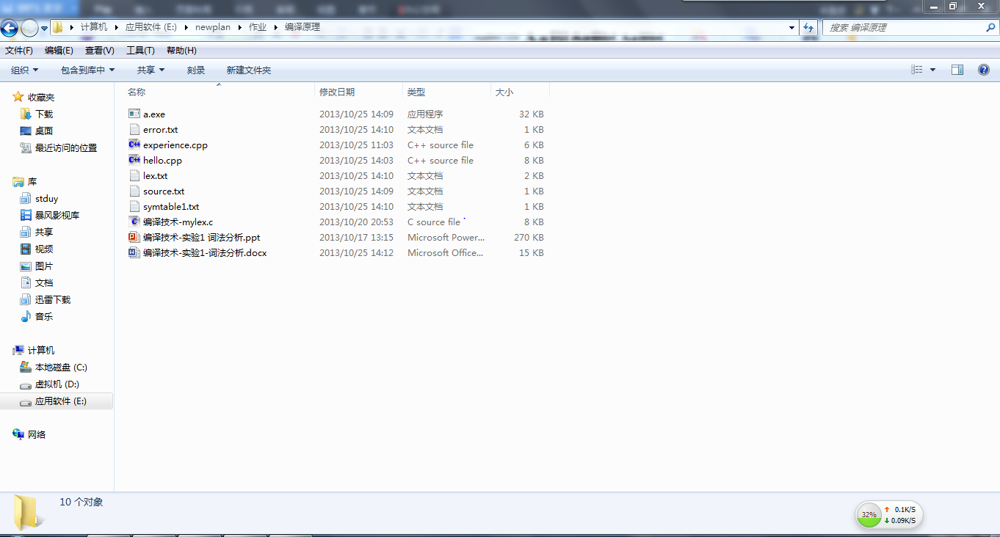 计算机 应用软件 (E:) newplan 作业 编译原理
搜索 编译原理
文件(F) 编辑(E) 查看(V) 工具(T) 帮助(H)
组织 包含到库中 共享 刻录 新建文件夹
收藏夹
下载
桌面
最近访问的位置
库
stduy
暴风影视库
共享
视频
图片
文档
迅雷下载
音乐
计算机
本地磁盘 (C:)
虚拟机 (D:)
应用软件 (E:)
网络
名称 修改日期 类型 大小
a.exe 2013/10/25 14:09 应用程序 32 KB
error.txt 2013/10/25 14:10 文本文档 1 KB
experience.cpp 2013/10/25 11:03 C++ source file 6 KB
hello.cpp 2013/10/25 14:03 C++ source file 8 KB
lex.txt 2013/10/25 14:10 文本文档 2 KB
source.txt 2013/10/25 14:09 文本文档 1 KB
symtable1.txt 2013/10/25 14:10 文本文档 1 KB
编译技术-mylex.c 2013/10/20 20:53 C source file 8 KB
编译技术-实验1 词法分析.ppt 2013/10/17 13:15 Microsoft Power... 270 KB
编译技术-实验1-词法分析.docx 2013/10/25 14:12 Microsoft Office... 15 KB
10 个对象
32% 0.1K/S
0.09K/S